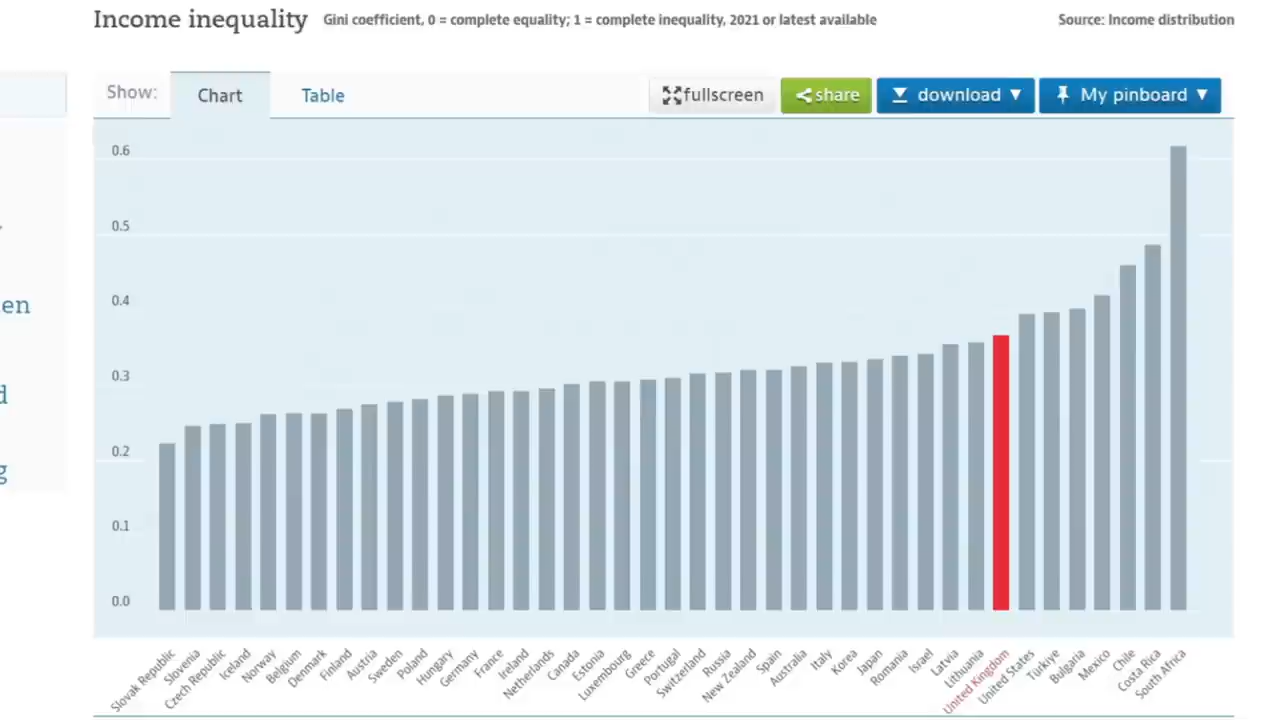 Income inequality Gini coefficient, 0 = complete equality; 1 = complete inequality, 2021 or latest available Source: Income distribution
Show: Chart Table fullscreen share download ▼ My pinboard ▼
en
d
g
0.6
0.5
0.4
0.3
0.2
0.1
0.0
Slovak Republic
Slovenia
Czech Republic
Iceland
Norway
Belgium
Denmark
Finland
Austria
Sweden
Poland
Hungary
Germany
France
Ireland
Netherlands
Canada
Estonia
Luxembourg
Greece
Portugal
Switzerland
Russia
New Zealand
Spain
Australia
Italy
Korea
Japan
Romania
Israel
Latvia
Lithuania
United Kingdom
United States
Türkiye
Bulgaria
Mexico
Chile
Costa Rica
South Africa